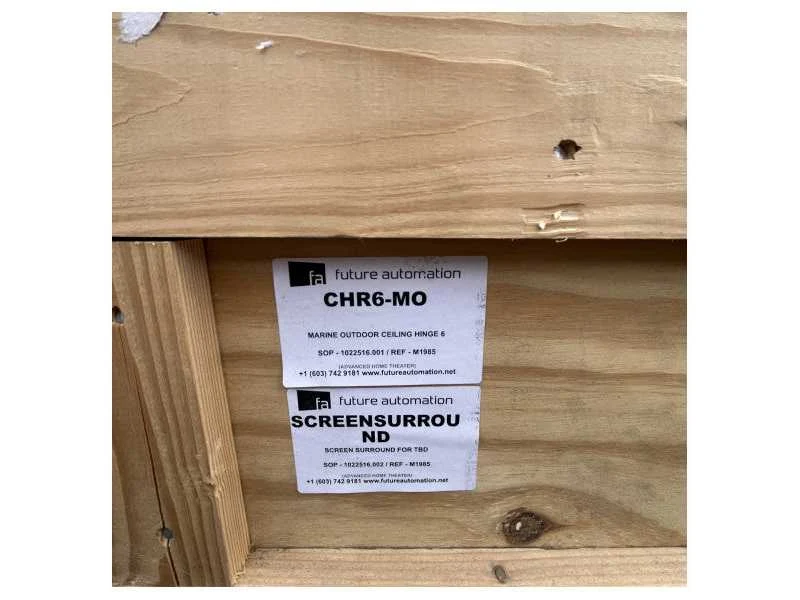 fa future automation
CHR6-MO
MARINE OUTDOOR CEILING HINGE 6
SOP - 1022516.001 / REF - M1985
(ADVANCED HOME THEATER)
+1 (603) 742 9181 www.futureautomation.net
fa future automation
SCREENSURROU
ND
SCREEN SURROUND FOR TBD
SOP - 1022516.002 / REF - M1985
(ADVANCED HOME THEATER)
+1 (603) 742 9181 www.futureautomation.net